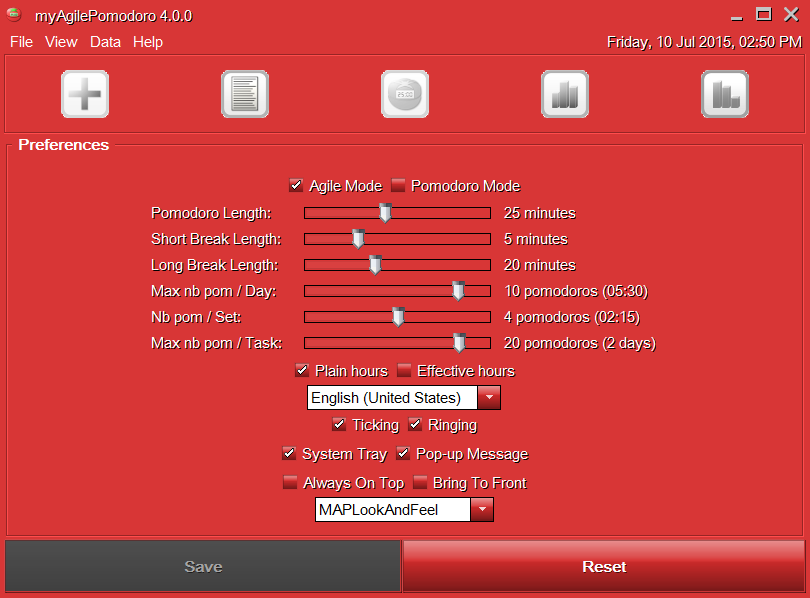 myAgilePomodoro 4.0.0
File View Data Help Friday, 10 Jul 2015, 02:50 PM
25:00
Preferences
Agile Mode Pomodoro Mode
Pomodoro Length: 25 minutes
Short Break Length: 5 minutes
Long Break Length: 20 minutes
Max nb pom / Day: 10 pomodoros (05:30)
Nb pom / Set: 4 pomodoros (02:15)
Max nb pom / Task: 20 pomodoros (2 days)
Plain hours Effective hours
English (United States)
Ticking Ringing
System Tray Pop-up Message
Always On Top Bring To Front
MAPLookAndFeel
Save Reset